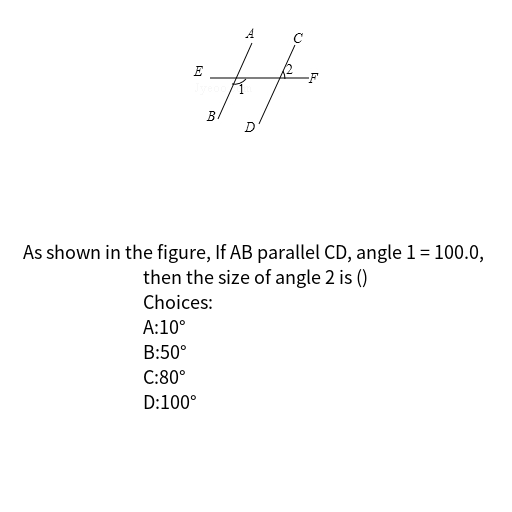 A
C
E
2
F
1
B
D
As shown in the figure, If AB parallel CD, angle 1 = 100.0,
then the size of angle 2 is ()
Choices:
A:10°
B:50°
C:80°
D:100°